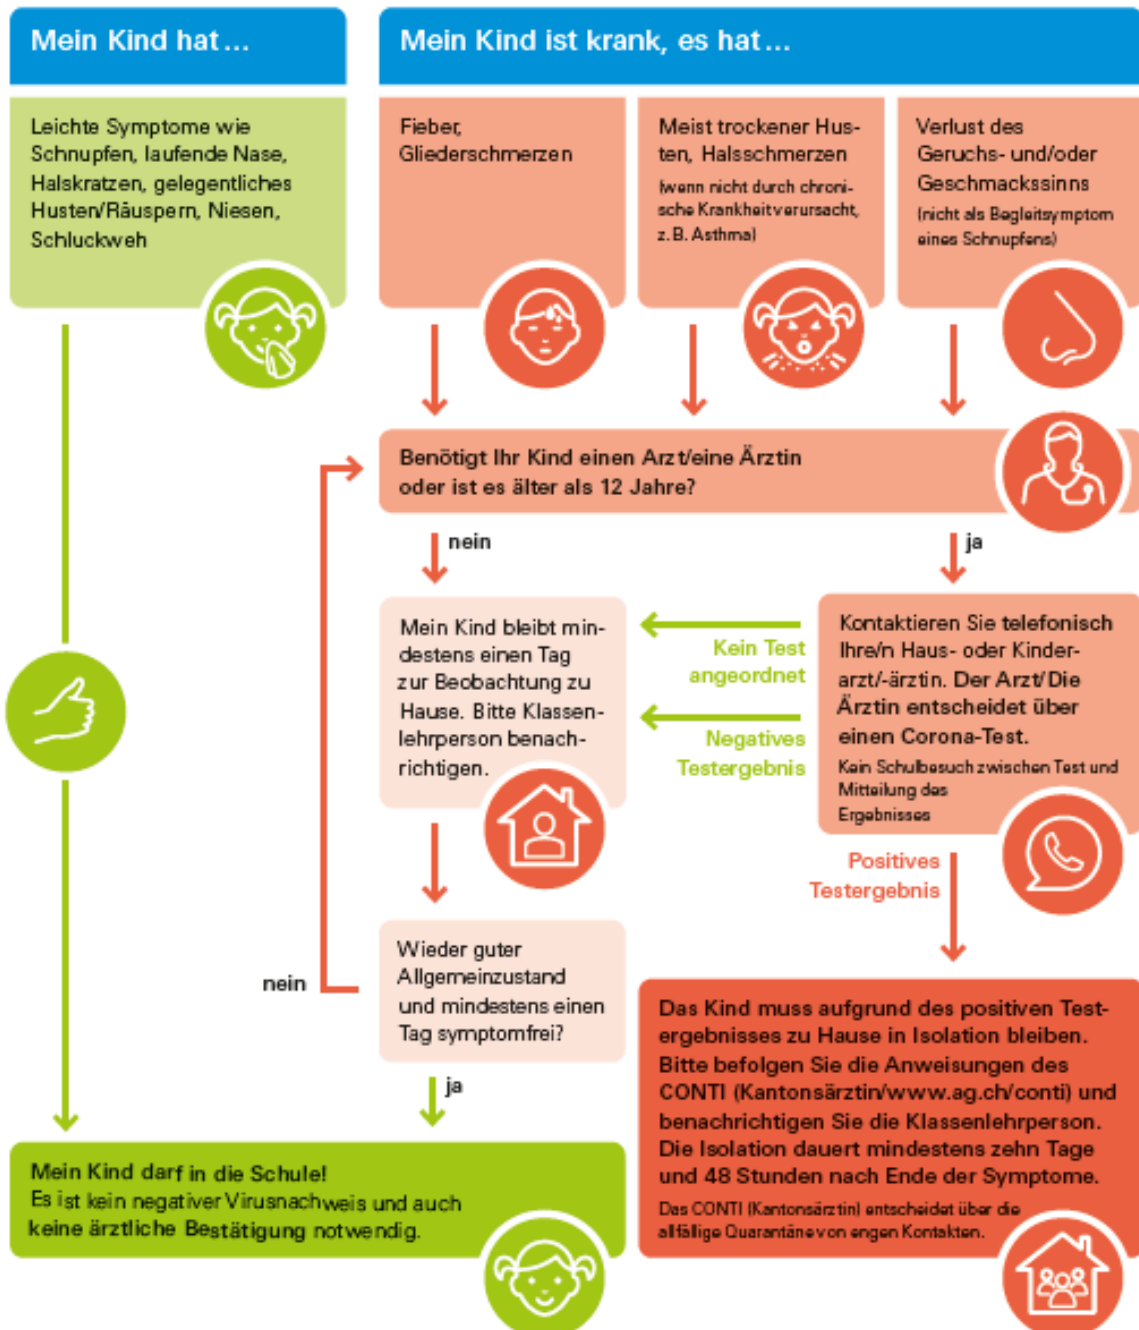 Mein Kind hat...
Mein Kind ist krank, es hat...
Leichte Symptome wie
Schnupfen, laufende Nase,
Halskratzen, gelegentliches
Husten/Räuspern, Niesen,
Schluckweh
Fieber,
Gliederschmerzen
Meist trockener Hus-
ten, Halsschmerzen
(wenn nicht durch chroni-
sche Krankheit verursacht,
z. B. Asthma)
Verlust des
Geruchs- und/oder
Geschmackssinns
(nicht als Begleitsymptom
eines Schnupfens)
Benötigt Ihr Kind einen Arzt/eine Ärztin
oder ist es älter als 12 Jahre?
nein
ja
Mein Kind bleibt min-
destens einen Tag
zur Beobachtung zu
Hause. Bitte Klassen-
lehrperson benach-
richtigen.
Kein Test
angeordnet
Negatives
Testergebnis
Kontaktieren Sie telefonisch
Ihre/n Haus- oder Kinder-
arzt/-ärztin. Der Arzt/Die
Ärztin entscheidet über
einen Corona-Test.
Kein Schulbesuch zwischen Test und
Mitteilung des
Ergebnisses
Positives
Testergebnis
Wieder guter
Allgemeinzustand
und mindestens einen
Tag symptomfrei?
nein
ja
Das Kind muss aufgrund des positiven Test-
ergebnisses zu Hause in Isolation bleiben.
Bitte befolgen Sie die Anweisungen des
CONTI (Kantonsärztin/www.ag.ch/conti) und
benachrichtigen Sie die Klassenlehrperson.
Die Isolation dauert mindestens zehn Tage
und 48 Stunden nach Ende der Symptome.
Das CONTI (Kantonsärztin) entscheidet über die
allfällige Quarantäne von engen Kontakten.
Mein Kind darf in die Schule!
Es ist kein negativer Virusnachweis und auch
keine ärztliche Bestätigung notwendig.